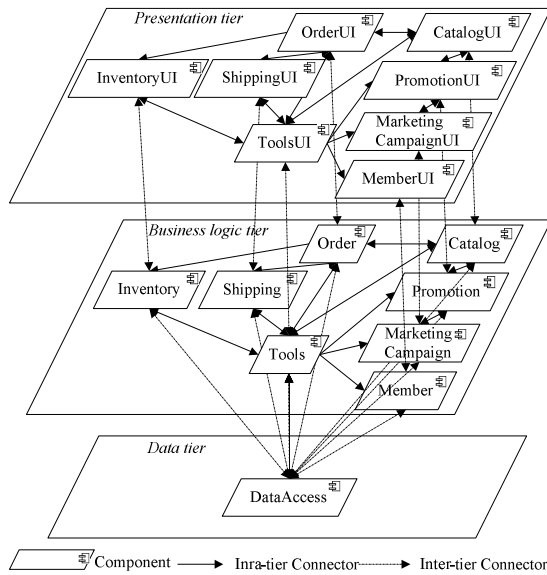 Presentation tier
OrderUI
CatalogUI
InventoryUI
ShippingUI
PromotionUI
ToolsUI
Marketing
CampaignUI
MemberUI
Business logic tier
Order
Catalog
Inventory
Shipping
Promotion
Tools
Marketing
Campaign
Member
Data tier
DataAccess
Component
Inra-tier Connector
Inter-tier Connector